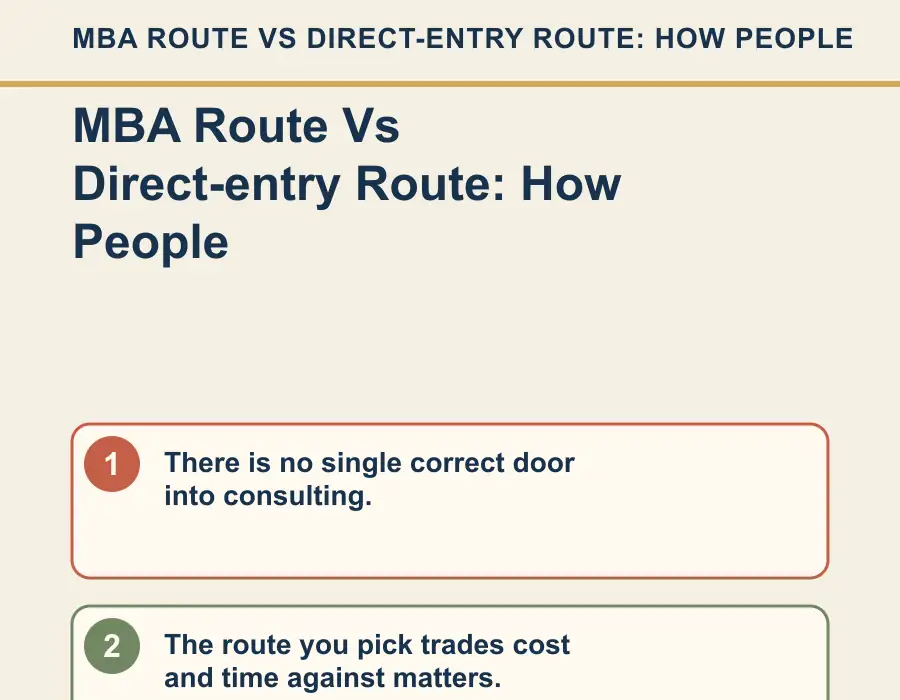 MBA ROUTE VS DIRECT-ENTRY ROUTE: HOW PEOPLE
MBA Route Vs
Direct-entry Route: How
People
1
There is no single correct door
into consulting.
2
The route you pick trades cost
and time against matters.